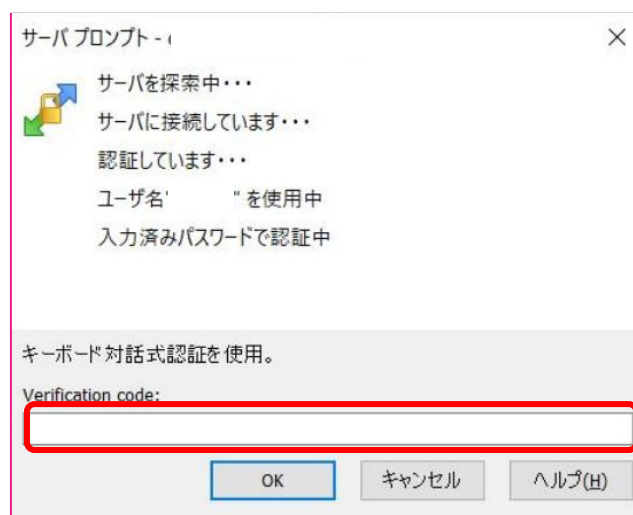 サーバ プロンプト -
サーバを探索中・・・
サーバに接続しています・・・
認証しています・・・
ユーザ名' " を使用中
入力済みパスワードで認証中
キーボード対話式認証を使用。
Verification code:
OK
キャンセル
ヘルプ(H)